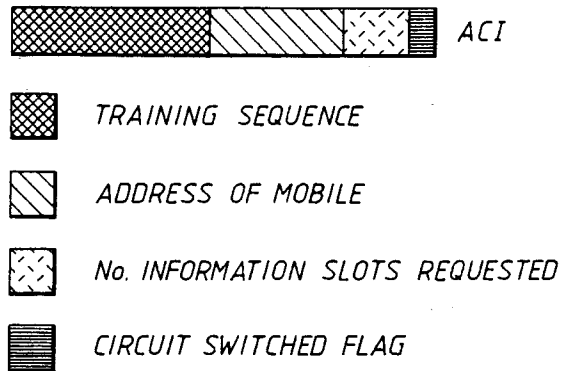 ACI
TRAINING SEQUENCE
ADDRESS OF MOBILE
No. INFORMATION SLOTS REQUESTED
CIRCUIT SWITCHED FLAG